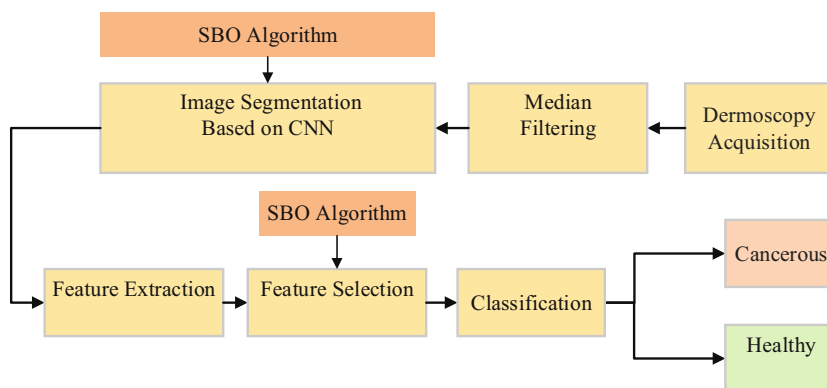 SBO Algorithm
Image Segmentation
Based on CNN
Median
Filtering
Dermoscopy
Acquisition
SBO Algorithm
Feature Extraction
Feature Selection
Classification
Cancerous
Healthy